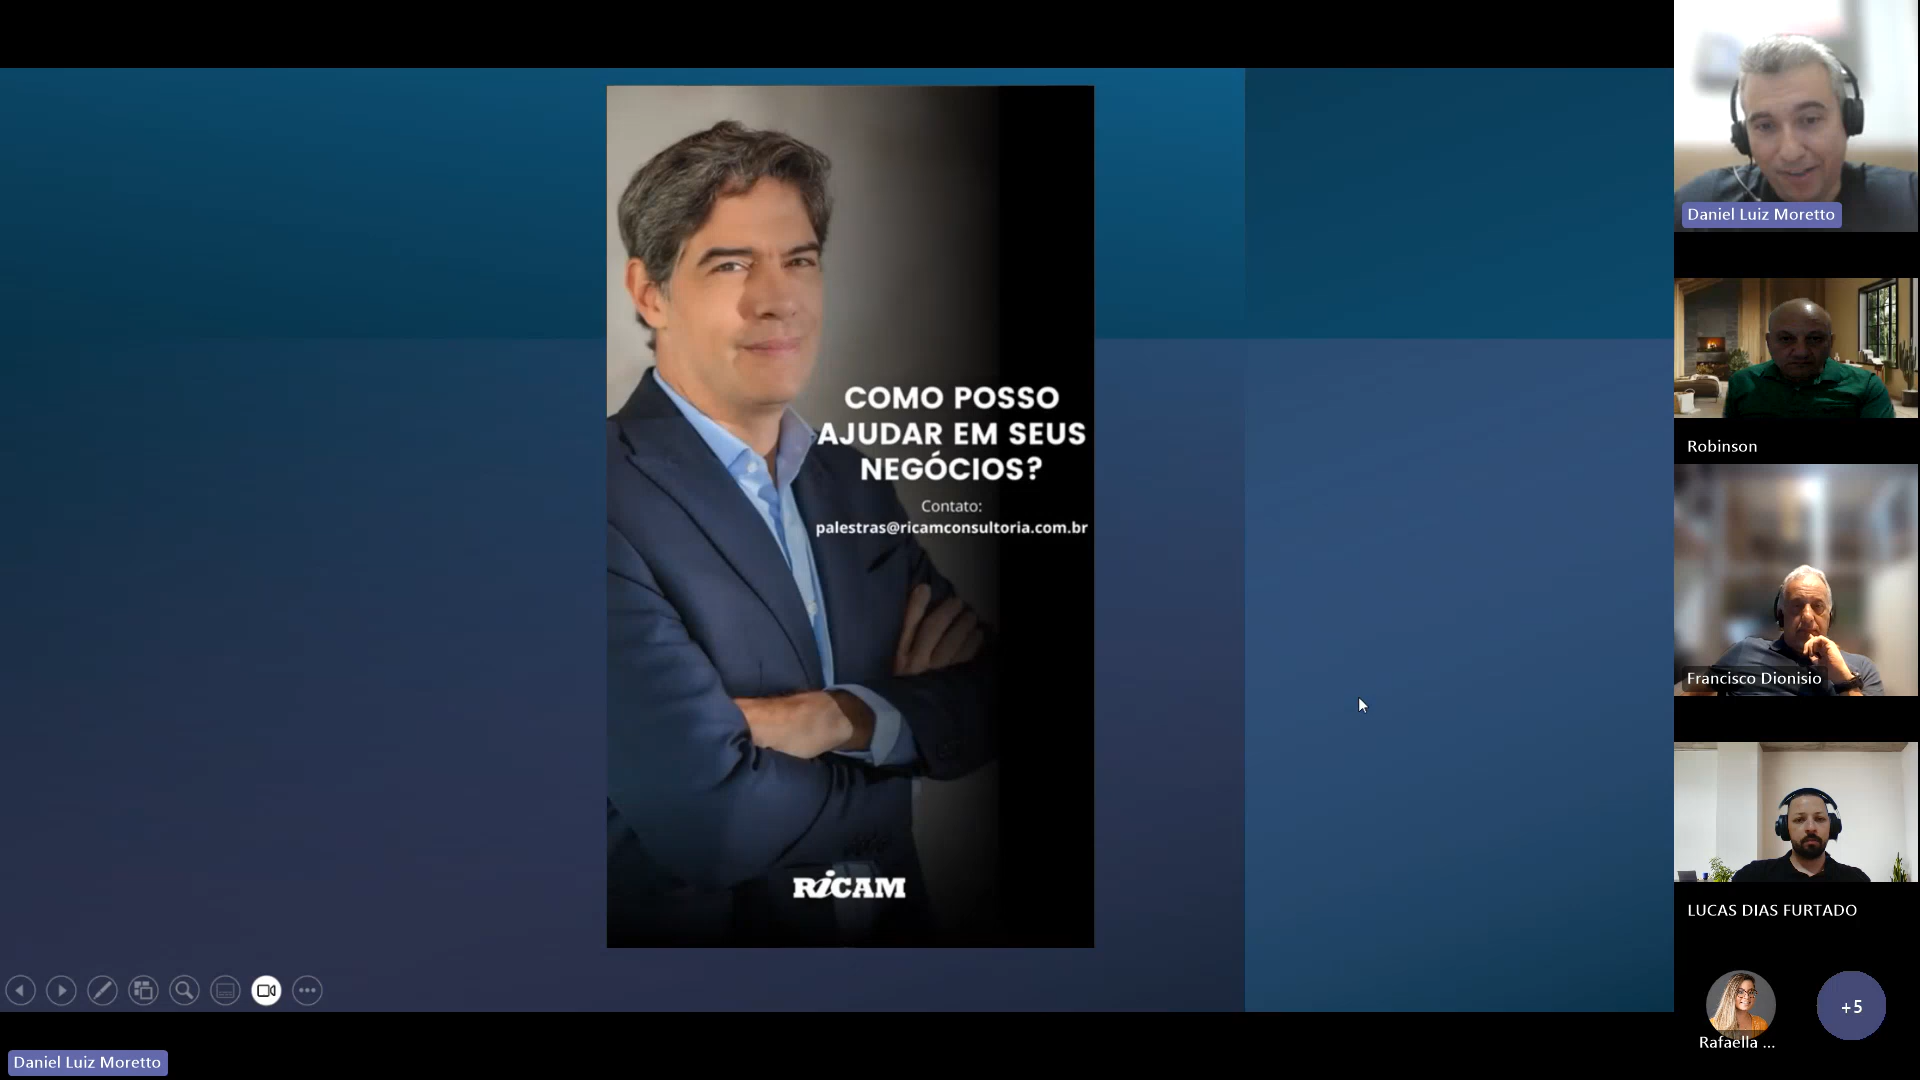 COMO POSSO
AJUDAR EM SEUS
NEGÓCIOS?
Contato:
palestras@ricamconsultoria.com.br
RiCAM
Daniel Luiz Moretto
Robinson
Francisco Dionisio
LUCAS DIAS FURTADO
Rafaella ...
+5
Daniel Luiz Moretto